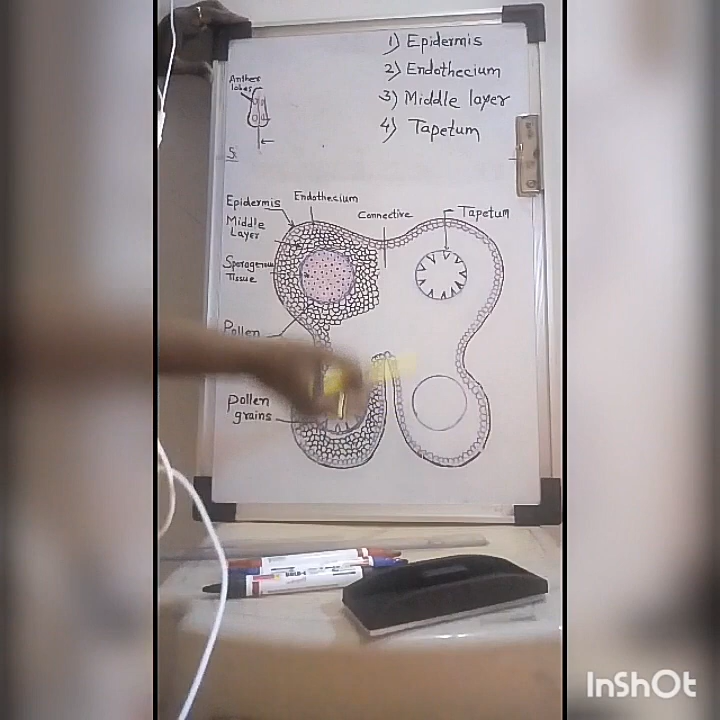 1) Epidermis
2) Endothecium
3) Middle layer
4) Tapetum
Anther
lobes
S.
Epidermis
Endothecium
Middle
Layer
Connective
Tapetum
Sporogenous
Tissue
Pollen
Pollen
grains
InShOt